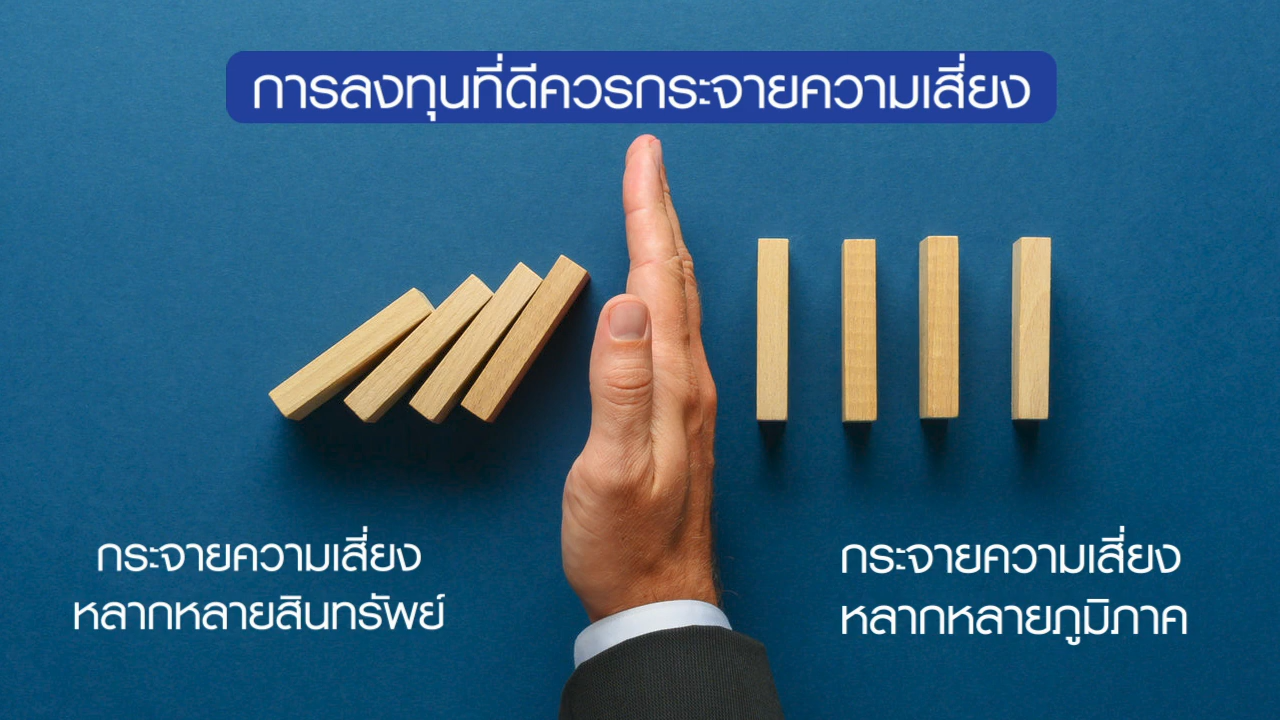 การลงทุนที่ดีควรกระจายความเสี่ยง
กระจายความเสี่ยง
หลากหลายสินทรัพย์
กระจายความเสี่ยง
หลากหลายภูมิภาค